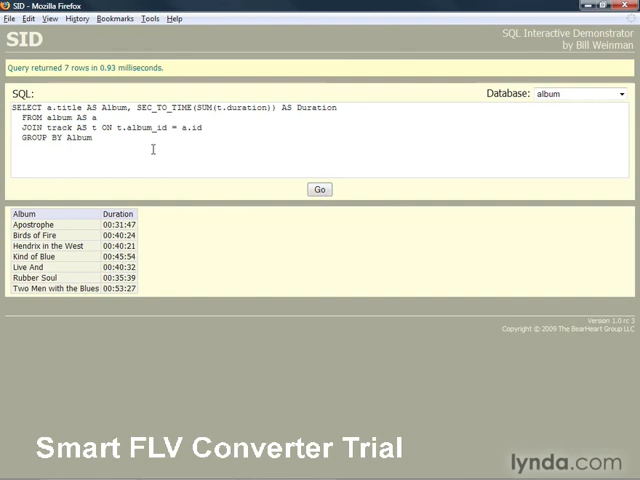 SID - Mozilla Firefox
File Edit View History Bookmarks Tools Help
SID
SQL Interactive Demonstrator
by Bill Weinman
Query returned 7 rows in 0.93 milliseconds.
SQL:
Database: album
SELECT a.title AS Album, SEC_TO_TIME(SUM(t.duration)) AS Duration
FROM album AS a
JOIN track AS t ON t.album_id = a.id
GROUP BY Album
Go
Album Duration
Apostrophe 00:31:47
Birds of Fire 00:40:24
Hendrix in the West 00:40:21
Kind of Blue 00:45:54
Live And 00:40:32
Rubber Soul 00:35:39
Two Men with the Blues 00:53:27
Version 1.0 rc 3
Copyright © 2009 The BearHeart Group LLC
Smart FLV Converter Trial
lynda.com